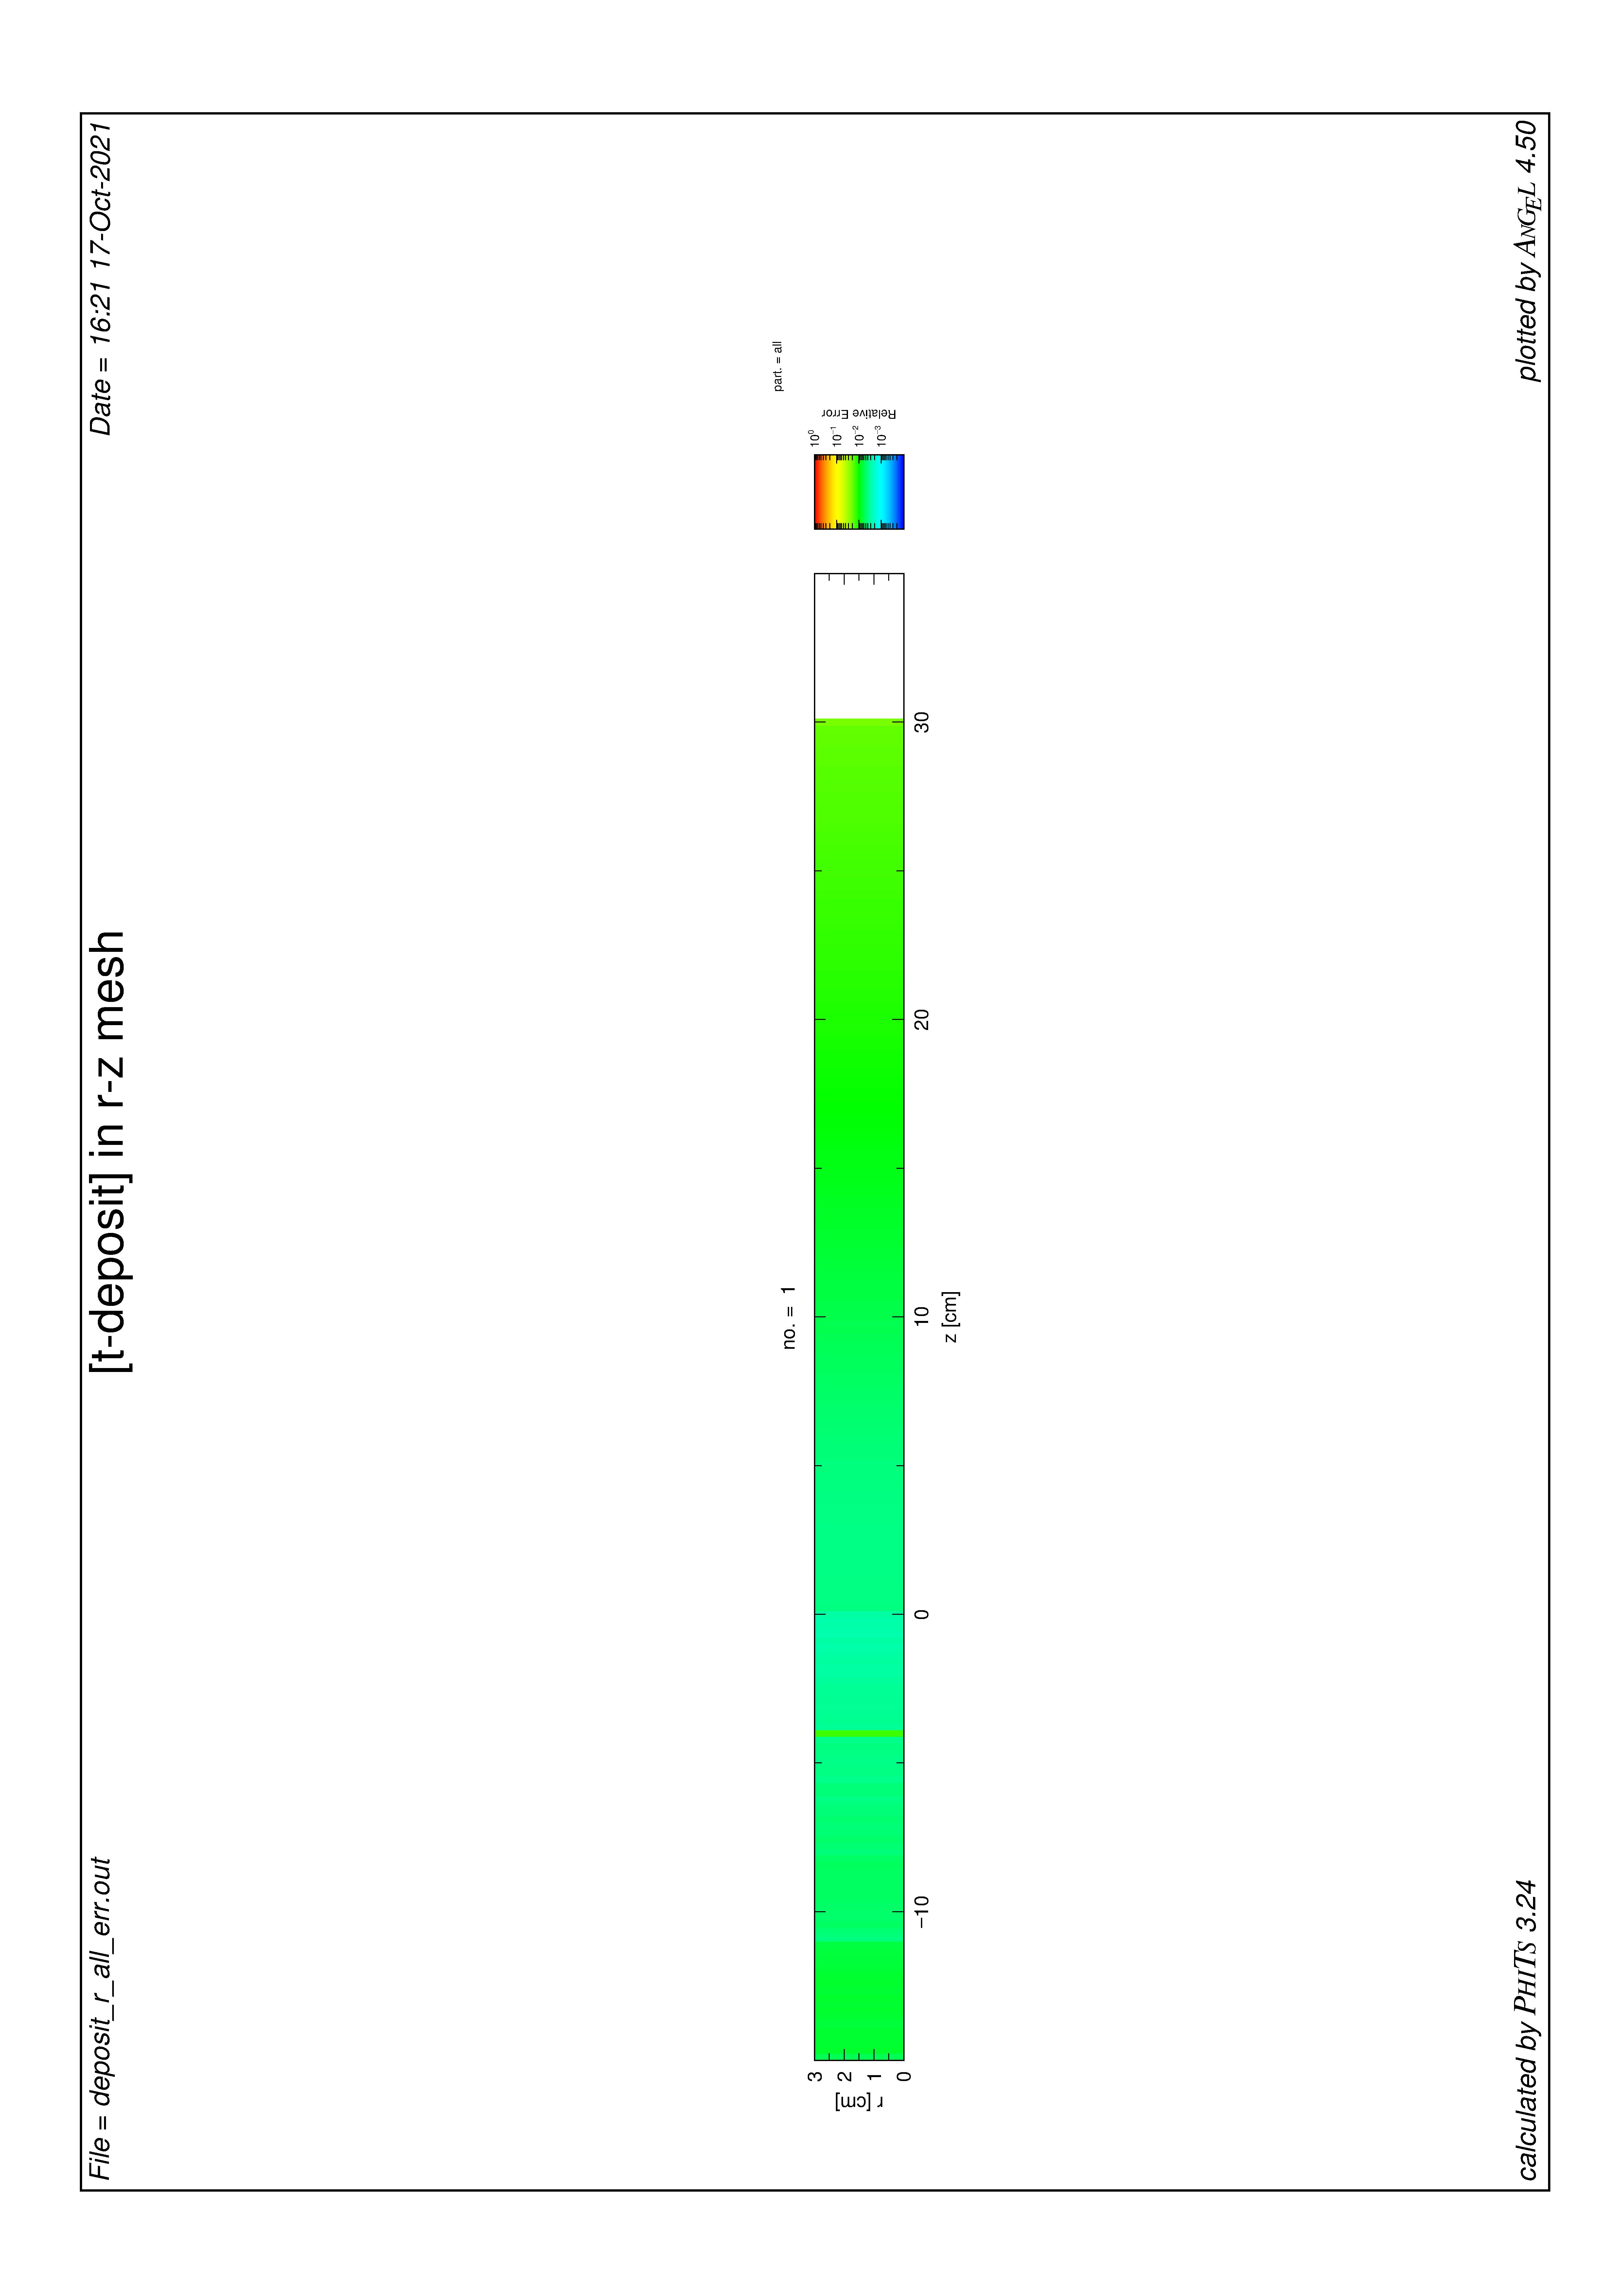 File = deposit_r_all_err.out
[t-deposit] in r-z mesh
Date = 16:21 17-Oct-2021
no. = 1
part. = all
3
2
1
0
r [cm]
−10 0 10 20 30
z [cm]
10⁰
10⁻¹
10⁻²
10⁻³
Relative Error
calculated by PHITS 3.24
plotted by ANGEL 4.50